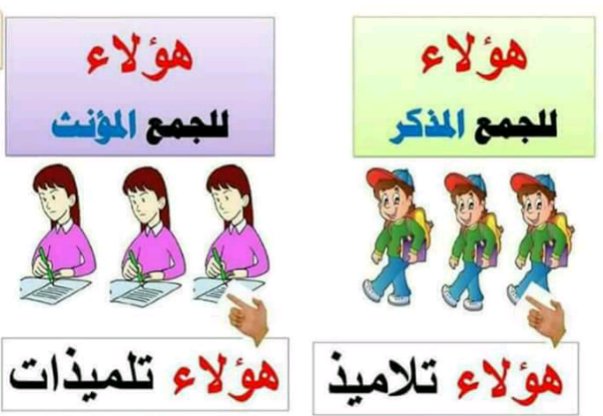 هؤلاء
للجمع المذكر
هؤلاء تلاميذ
هؤلاء
للجمع المؤنث
هؤلاء تلميذات